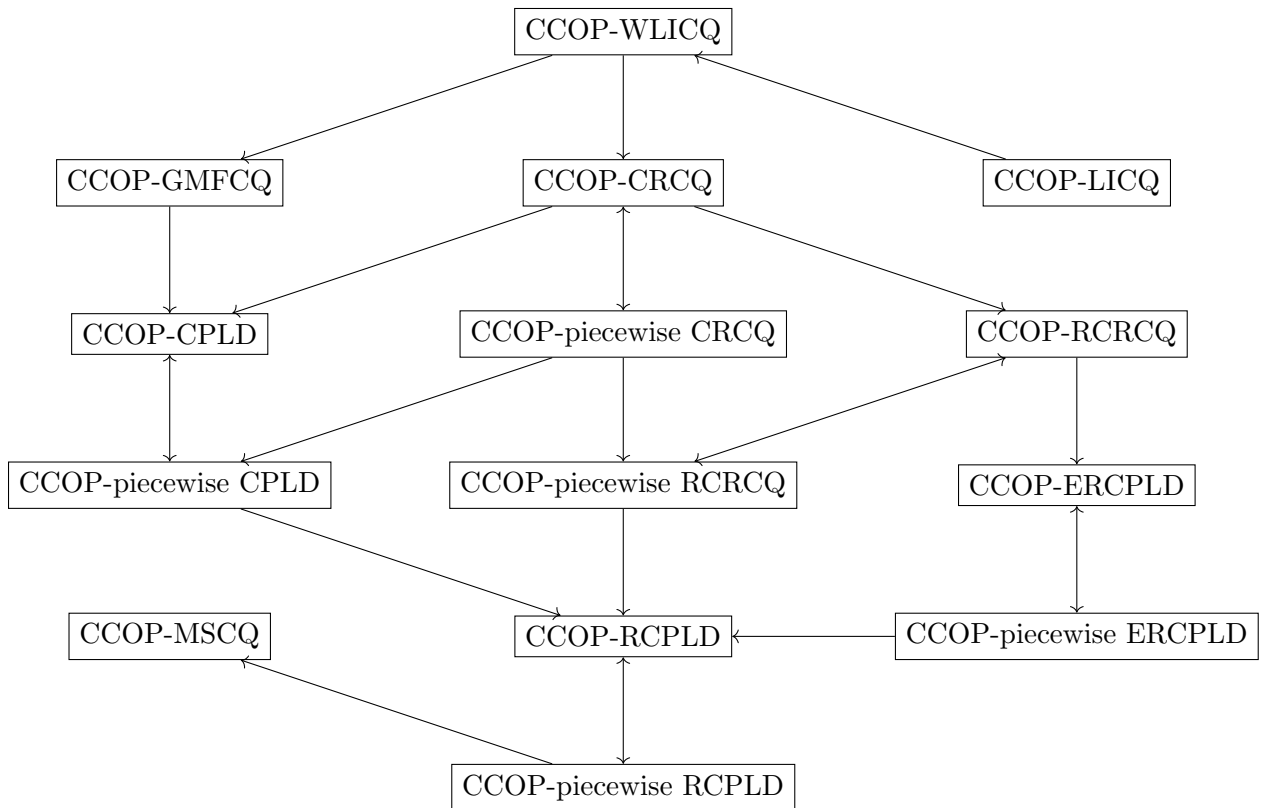 CCOP-WLICQ
CCOP-GMFCQ
CCOP-CRCQ
CCOP-LICQ
CCOP-CPLD
CCOP-piecewise CRCQ
CCOP-RCRCQ
CCOP-piecewise CPLD
CCOP-piecewise RCRCQ
CCOP-ERCPLD
CCOP-MSCQ
CCOP-RCPLD
CCOP-piecewise ERCPLD
CCOP-piecewise RCPLD